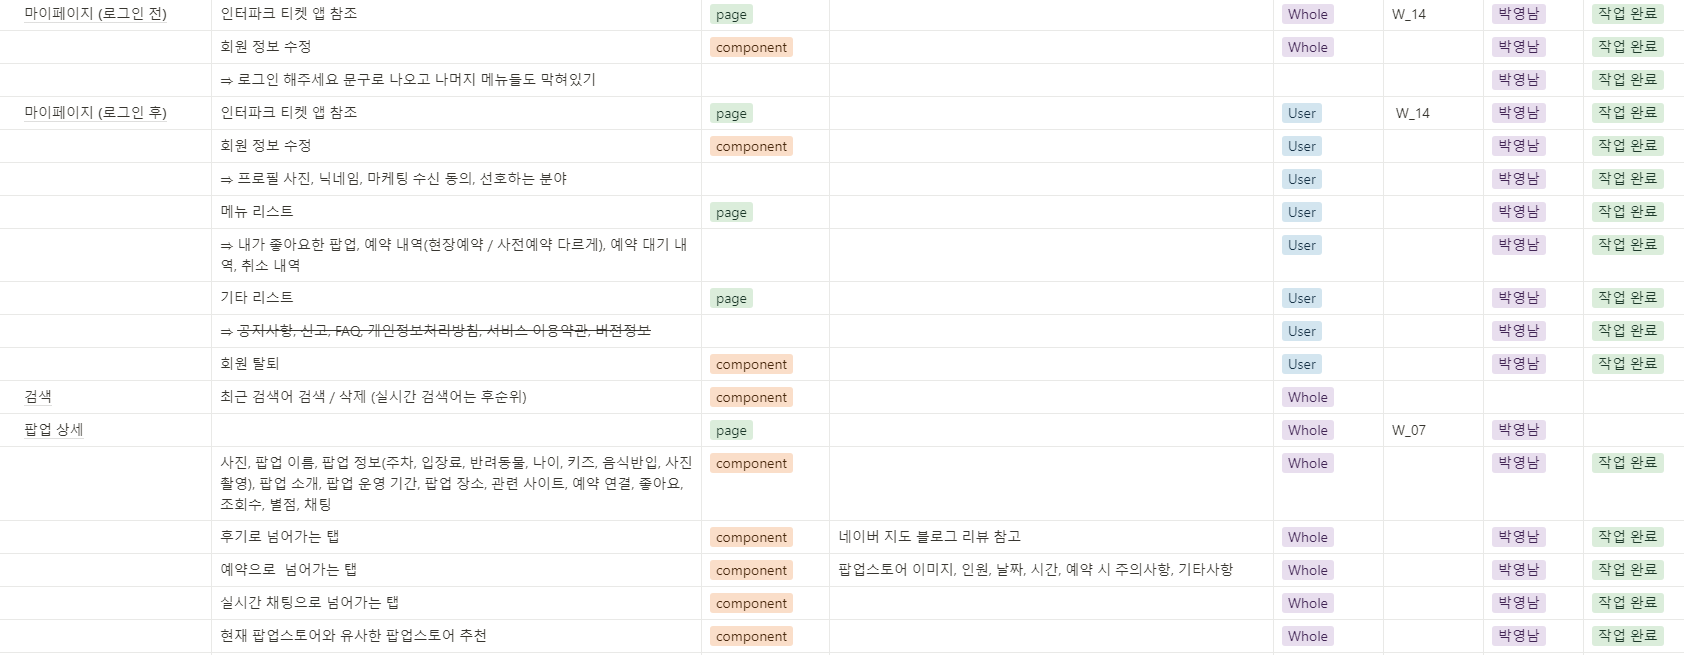 마이페이지 (로그인 전) 인터파크 티켓 앱 참조 page Whole W_14 박영남 작업 완료
회원 정보 수정 component Whole 박영남 작업 완료
⇒ 로그인 해주세요 문구로 나오고 나머지 메뉴들도 막혀있기 박영남 작업 완료
마이페이지 (로그인 후) 인터파크 티켓 앱 참조 page User W_14 박영남 작업 완료
회원 정보 수정 component User 박영남 작업 완료
⇒ 프로필 사진, 닉네임, 마케팅 수신 동의, 선호하는 분야 User 박영남 작업 완료
메뉴 리스트 page User 박영남 작업 완료
⇒ 내가 좋아요한 팝업, 예약 내역(현장예약 / 사전예약 다르게), 예약 대기 내 User 박영남 작업 완료
역, 취소 내역
기타 리스트 page User 박영남 작업 완료
⇒ 공지사항, 신고, FAQ, 개인정보처리방침, 서비스 이용약관, 버젼정보 User 박영남 작업 완료
회원 탈퇴 component User 박영남 작업 완료
검색 최근 검색어 검색 / 삭제 (실시간 검색어는 후순위) component Whole
팝업 상세 page Whole W_07 박영남
사진, 팝업 이름, 팝업 정보(주차, 입장료, 반려동물, 나이, 키즈, 음식반입, 사진 component Whole 박영남 작업 완료
촬영), 팝업 소개, 팝업 운영 기간, 팝업 장소, 관련 사이트, 예약 연결, 좋아요,
조회수, 별점, 채팅
후기로 넘어가는 탭 component 네이버 지도 블로그 리뷰 참고 Whole 박영남 작업 완료
예약으로  넘어가는 탭 component 팝업스토어 이미지, 인원, 날짜, 시간, 예약 시 주의사항, 기타사항 Whole 박영남 작업 완료
실시간 채팅으로 넘어가는 탭 component Whole 박영남 작업 완료
현재 팝업스토어와 유사한 팝업스토어 추천 component Whole 박영남 작업 완료